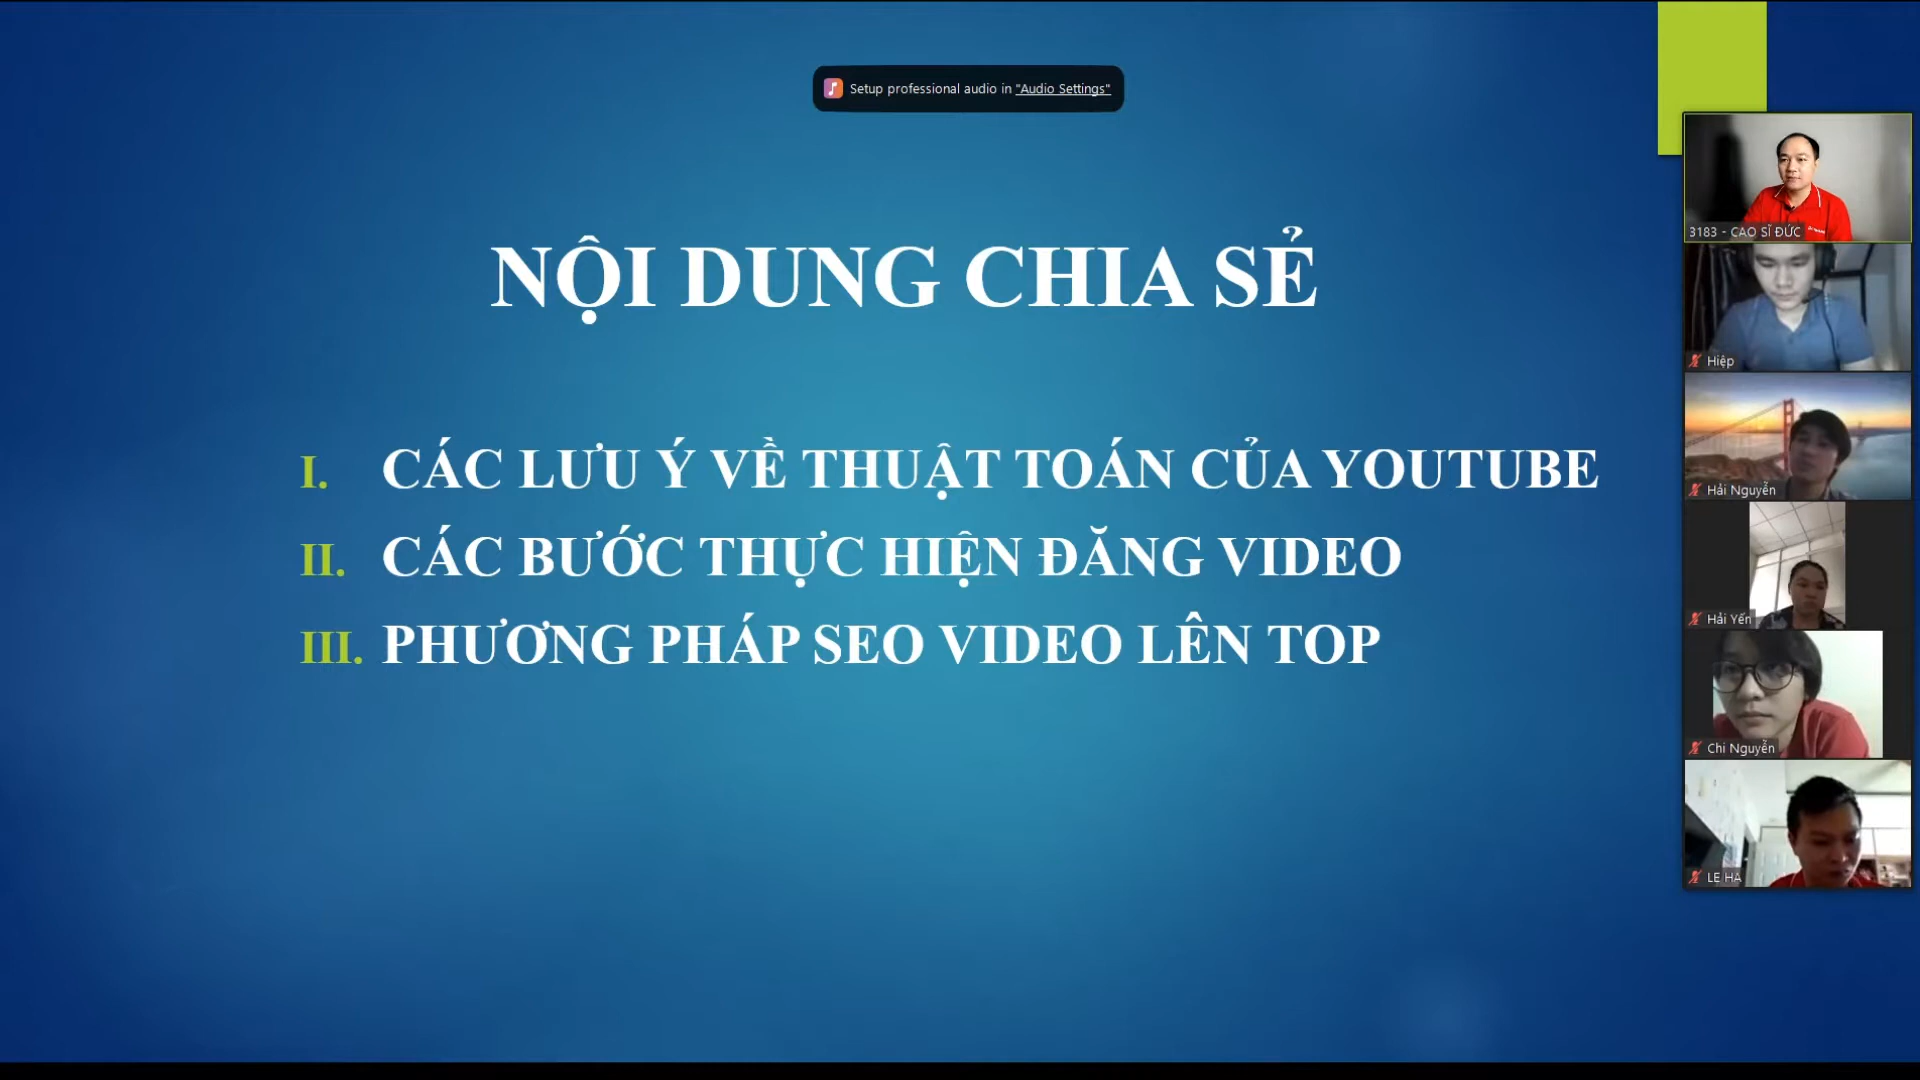 Setup professional audio in "Audio Settings"
NỘI DUNG CHIA SẺ
I. CÁC LƯU Ý VỀ THUẬT TOÁN CỦA YOUTUBE
II. CÁC BƯỚC THỰC HIỆN ĐĂNG VIDEO
III. PHƯƠNG PHÁP SEO VIDEO LÊN TOP
3183 - CAO SĨ ĐỨC
Hiệp
Hải Nguyễn
Hải Yến
Chi Nguyễn
LE HA